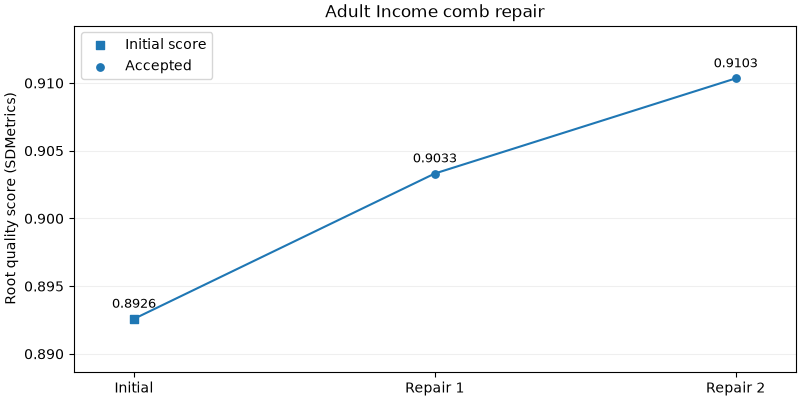 Adult Income comb repair
Initial score
Accepted
Root quality score (SDMetrics)
0.910
0.905
0.900
0.895
0.890
0.8926
0.9033
0.9103
Initial
Repair 1
Repair 2